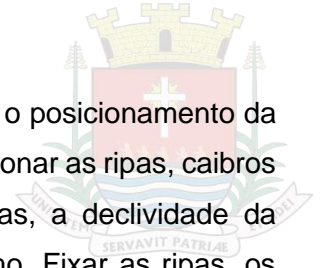 o posicionamento da
onar as ripas, caibros
as, a declividade da
no. Fixar as ripas, os
SERVAVIT PATRIAE